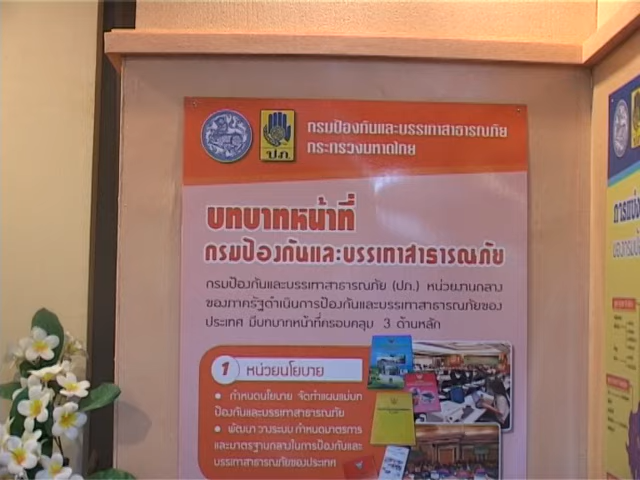 กรมป้องกันและบรรเทาสาธารณภัย
กระทรวงมหาดไทย
ปภ.
บทบาทหน้าที่
กรมป้องกันและบรรเทาสาธารณภัย
กรมป้องกันและบรรเทาสาธารณภัย (ปภ.) หน่วยงานกลาง
ของภาครัฐดำเนินการป้องกันและบรรเทาสาธารณภัยของ
ประเทศ มีบทบาทหน้าที่ครอบคลุม 3 ด้านหลัก
1 หน่วยนโยบาย
• กำหนดนโยบาย จัดทำแผนแม่บท
ป้องกันและบรรเทาสาธารณภัย
• พัฒนา วางระบบ กำหนดมาตรการ
และมาตรฐานกลางในการป้องกันและ
บรรเทาสาธารณภัยของประเทศ